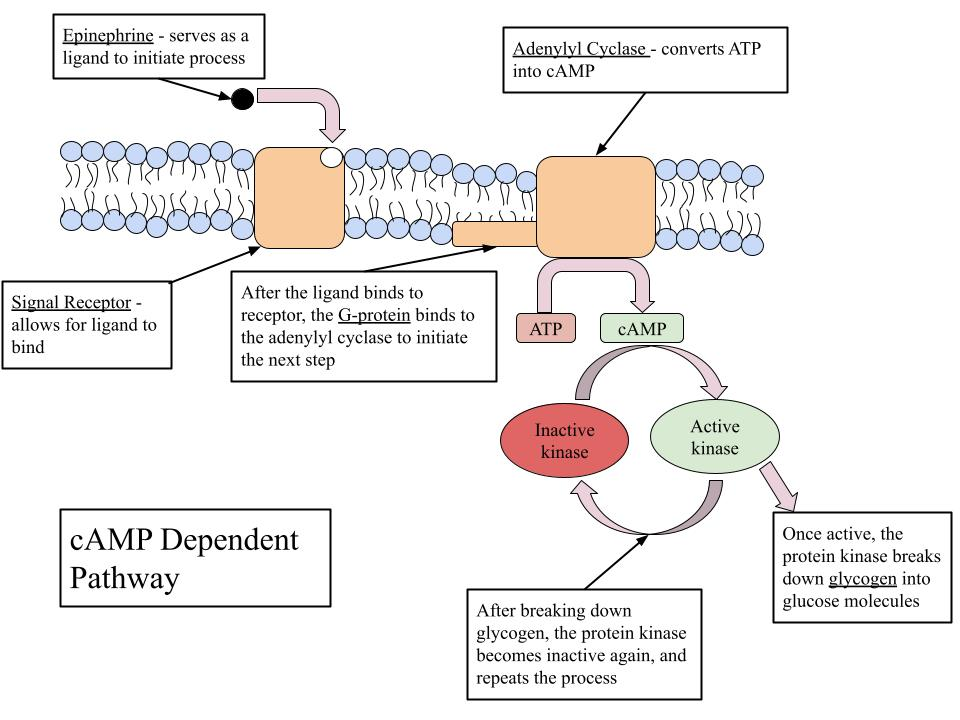 Epinephrine - serves as a
ligand to initiate process
Adenylyl Cyclase - converts ATP
into cAMP
Signal Receptor -
allows for ligand to
bind
After the ligand binds to
receptor, the G-protein binds to
the adenylyl cyclase to initiate
the next step
ATP
cAMP
Inactive
kinase
Active
kinase
cAMP Dependent
Pathway
Once active, the
protein kinase breaks
down glycogen into
glucose molecules
After breaking down
glycogen, the protein kinase
becomes inactive again, and
repeats the process